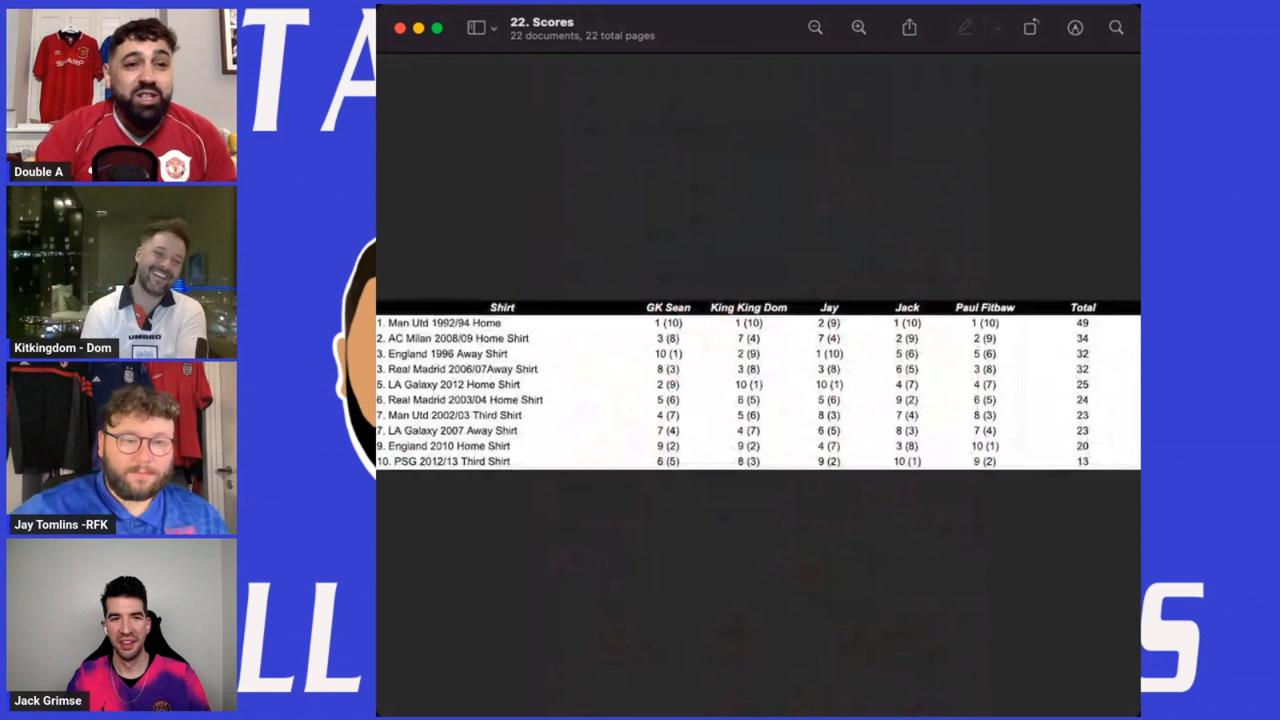 TA
22. Scores
22 documents, 22 total pages
SHARP
Double A
UMBRO
Kitkingdom - Dom
Jay Tomlins -RFK
Jack Grimse
Shirt GK Sean King King Dom Jay Jack Paul Fitbaw Total
1. Man Utd 1992/94 Home 1 (10) 1 (10) 2 (9) 1 (10) 1 (10) 49
2. AC Milan 2008/09 Home Shirt 3 (8) 7 (4) 7 (4) 2 (9) 2 (9) 34
3. England 1996 Away Shirt 10 (1) 2 (9) 1 (10) 5 (6) 5 (6) 32
3. Real Madrid 2006/07Away Shirt 8 (3) 3 (8) 3 (8) 6 (5) 3 (8) 32
5. LA Galaxy 2012 Home Shirt 2 (9) 10 (1) 10 (1) 4 (7) 4 (7) 25
6. Real Madrid 2003/04 Home Shirt 5 (6) 6 (5) 5 (6) 9 (2) 6 (5) 24
7. Man Utd 2002/03 Third Shirt 4 (7) 5 (6) 8 (3) 7 (4) 8 (3) 23
7. LA Galaxy 2007 Away Shirt 7 (4) 4 (7) 6 (5) 8 (3) 7 (4) 23
9. England 2010 Home Shirt 9 (2) 9 (2) 4 (7) 3 (8) 10 (1) 20
10. PSG 2012/13 Third Shirt 6 (5) 8 (3) 9 (2) 10 (1) 9 (2) 13
LL S